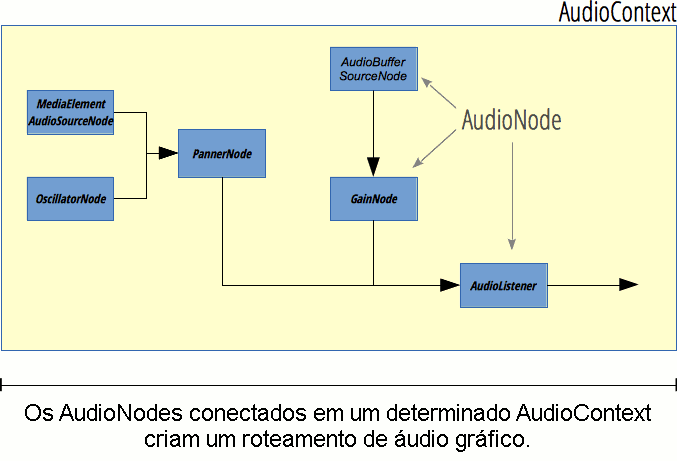 AudioContext
AudioBuffer
SourceNode
MediaElement
AudioSourceNode
AudioNode
PannerNode
OscillatorNode
GainNode
AudioListener
Os AudioNodes conectados em um determinado AudioContext
criam um roteamento de áudio gráfico.